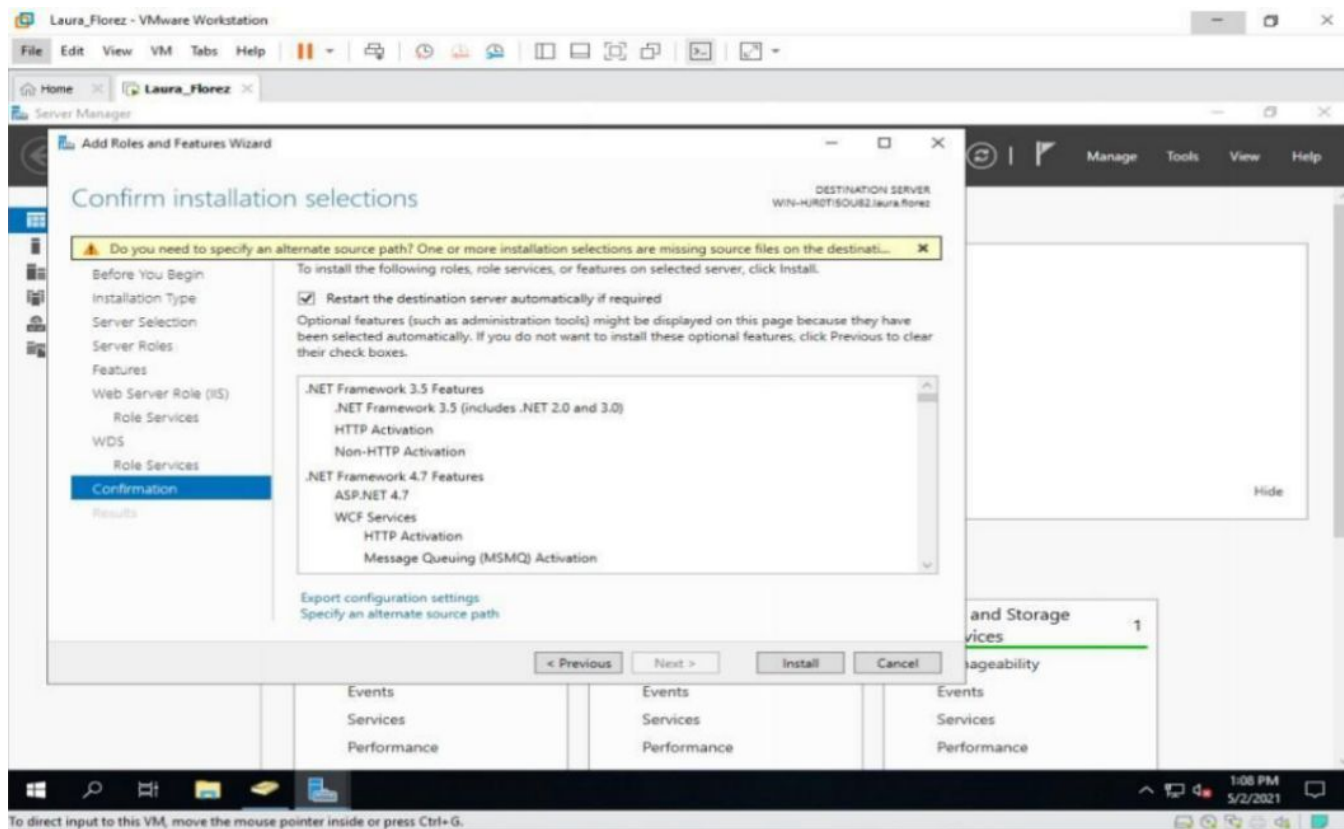 Laura_Florez - VMware Workstation
File Edit View VM Tabs Help
Home Laura_Florez
Server Manager
Manage Tools View Help
Add Roles and Features Wizard
Confirm installation selections
DESTINATION SERVER
Do you need to specify an alternate source path? One or more installation selections are missing source files on the destinati...
Before You Begin
Installation Type
Server Selection
Server Roles
Features
Web Server Role (IIS)
Role Services
WDS
Role Services
Confirmation
Results
To install the following roles, role services, or features on selected server, click Install.
Restart the destination server automatically if required
Optional features (such as administration tools) might be displayed on this page because they have
been selected automatically. If you do not want to install these optional features, click Previous to clear
their check boxes.
.NET Framework 3.5 Features
.NET Framework 3.5 (includes .NET 2.0 and 3.0)
HTTP Activation
Non-HTTP Activation
.NET Framework 4.7 Features
ASP.NET 4.7
WCF Services
HTTP Activation
Message Queuing (MSMQ) Activation
Export configuration settings
Specify an alternate source path
< Previous Next > Install Cancel
Hide
and Storage
vices
1
nageability
Events
Services
Performance
Events
Services
Performance
Events
Services
Performance
1:08 PM
5/2/2021
To direct input to this VM, move the mouse pointer inside or press Ctrl+G.